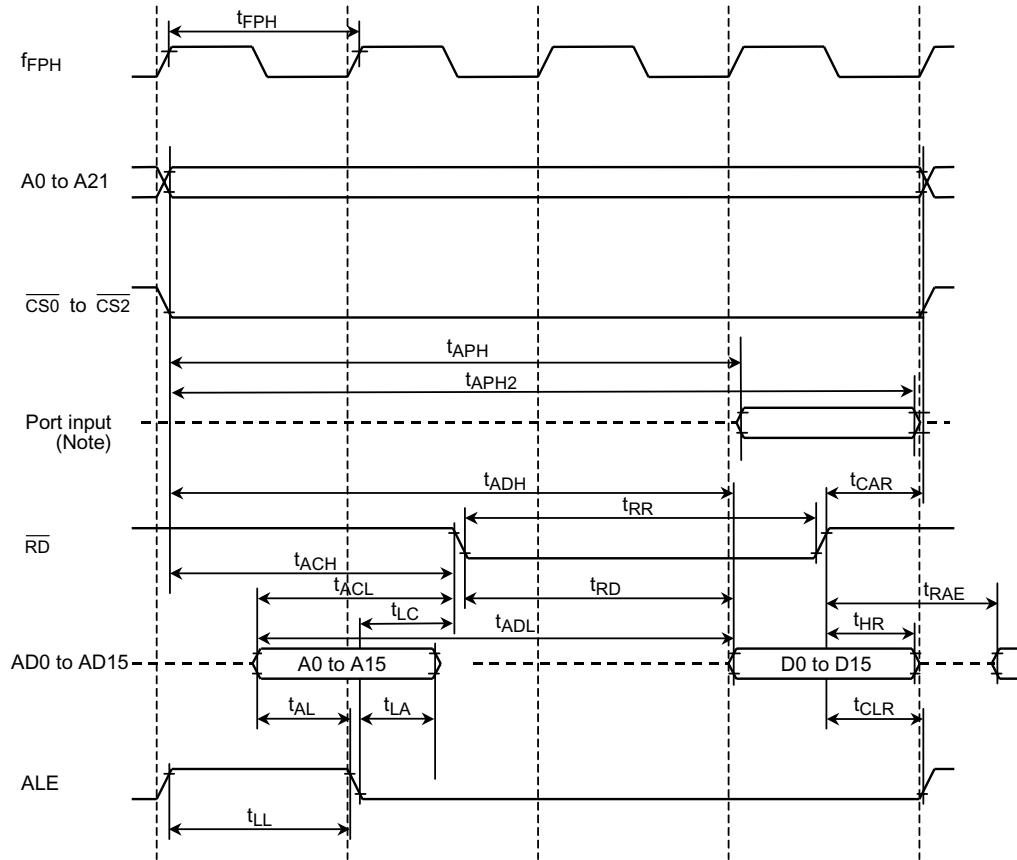 tFPH
fFPH
A0 to A21
CS0 to CS2
tAPH
tAPH2
Port input
(Note)
tADH
tCAR
tRR
RD
tACH
tACL
tRD
tRAE
tLC
tADL
tHR
AD0 to AD15
A0 to A15
D0 to D15
tAL
tLA
tCLR
ALE
tLL